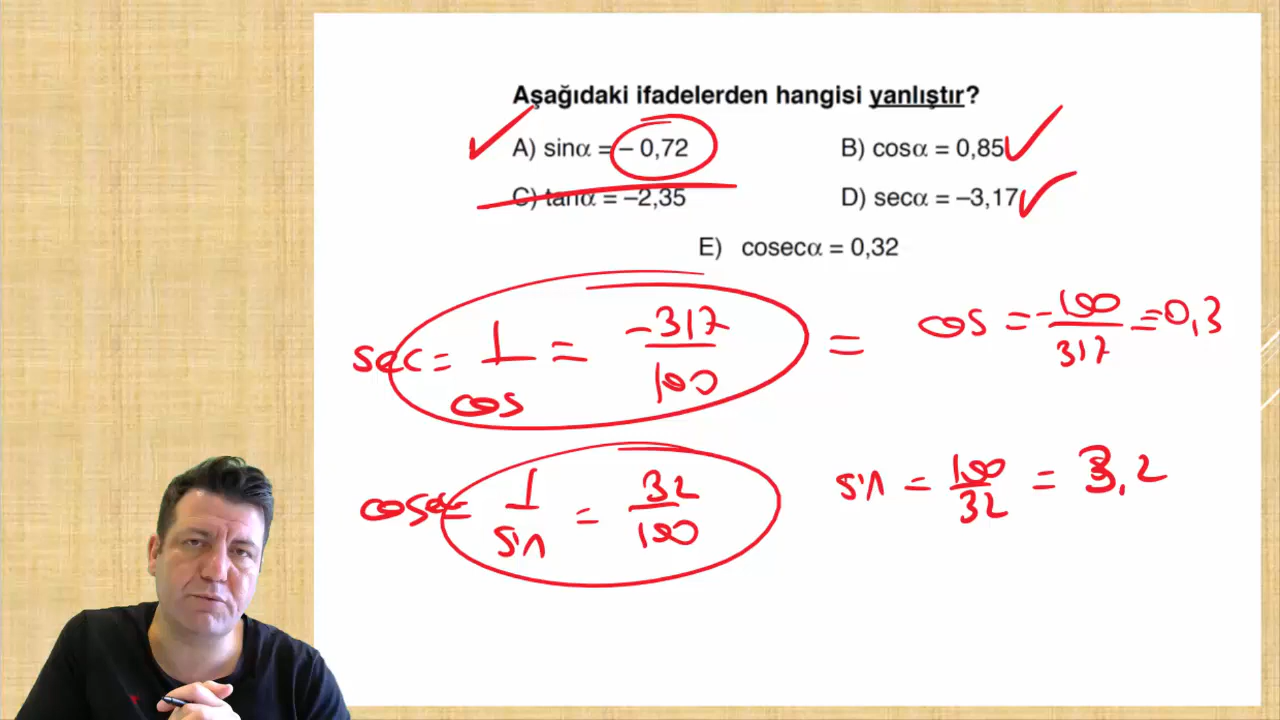 Aşağıdaki ifadelerden hangisi yanlıştır?
A) sinα = – 0,72
B) cosα = 0,85
C) tanα = –2,35
D) secα = –3,17
E) cosecα = 0,32
sec = 1/cos = -317/100 =
cos = -100/317 = -0,3
cosec = 1/sin = 32/100
sin = 100/32 = 3,2